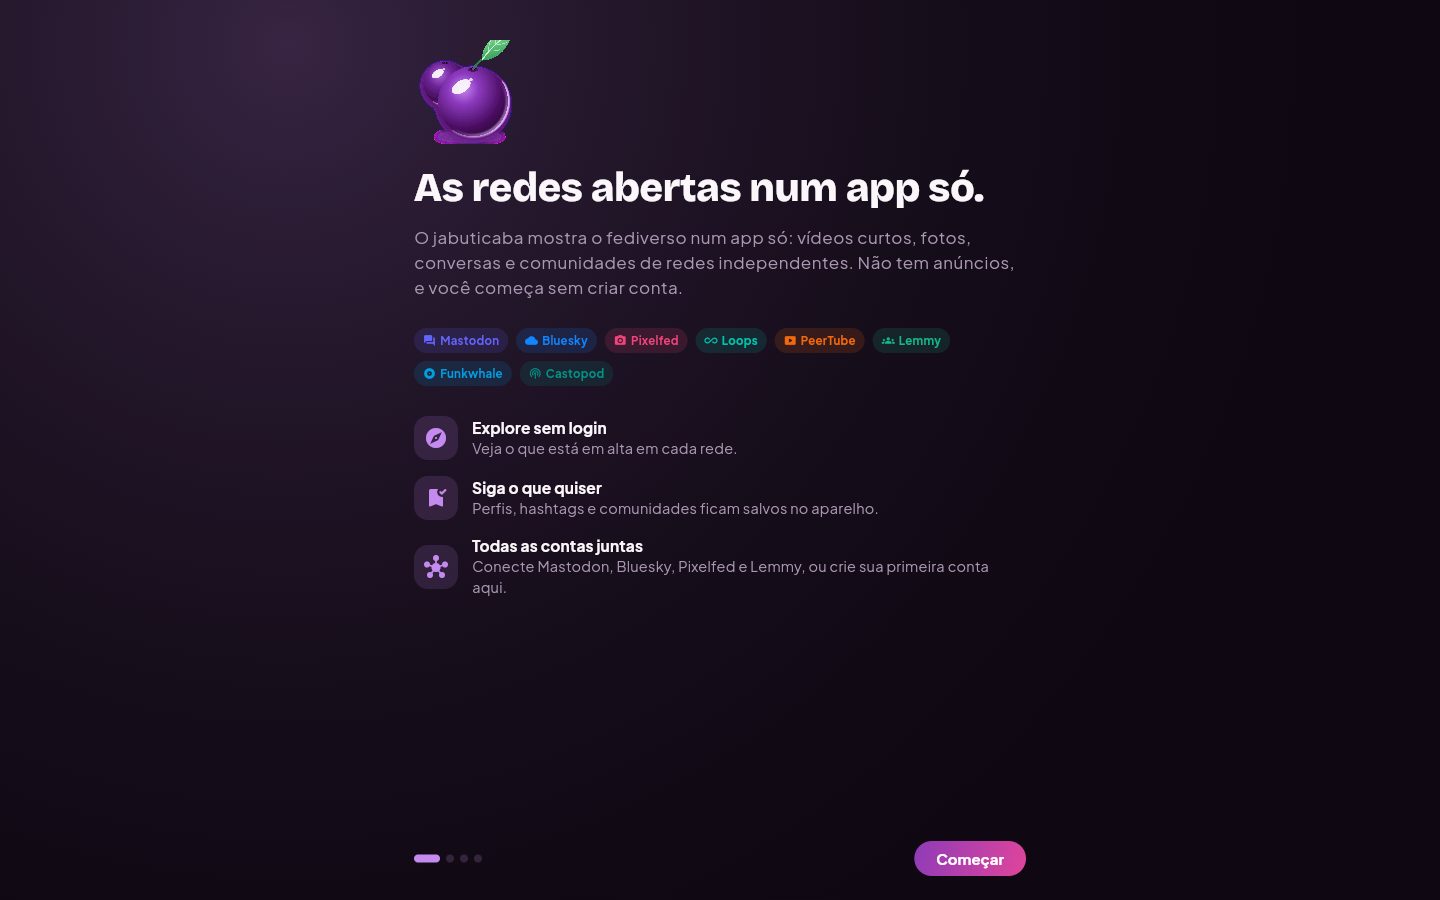 As redes abertas num app só.
O jabuticaba mostra o fediverso num app só: vídeos curtos, fotos,
conversas e comunidades de redes independentes. Não tem anúncios,
e você começa sem criar conta.
Mastodon Bluesky Pixelfed Loops PeerTube Lemmy
Funkwhale Castopod
Explore sem login
Veja o que está em alta em cada rede.
Siga o que quiser
Perfis, hashtags e comunidades ficam salvos no aparelho.
Todas as contas juntas
Conecte Mastodon, Bluesky, Pixelfed e Lemmy, ou crie sua primeira conta
aqui.
Começar